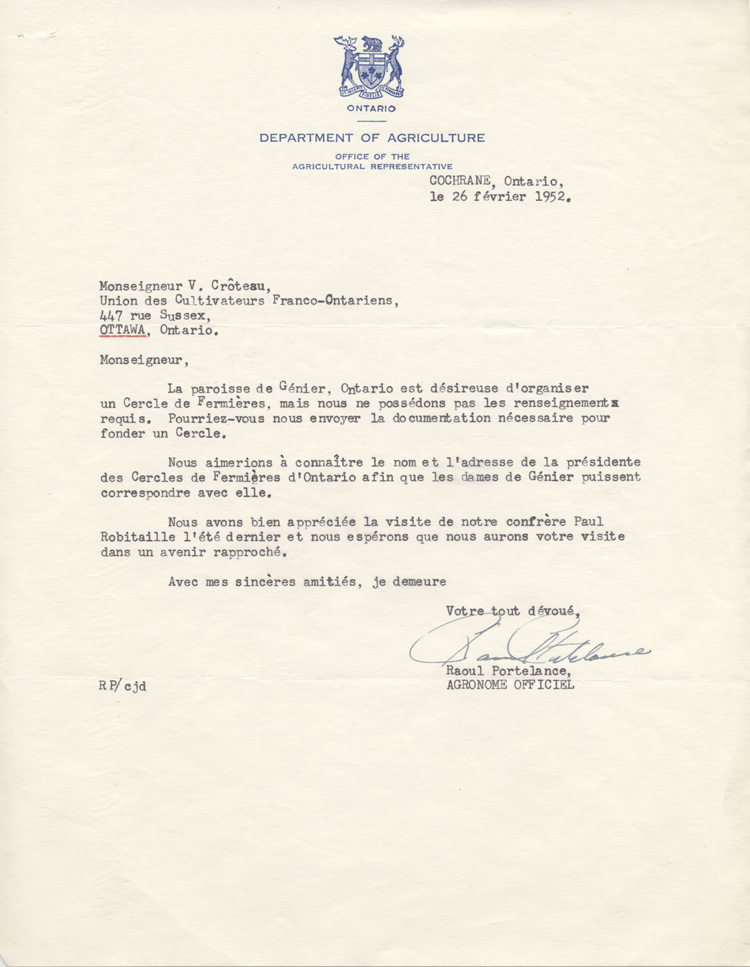 ONTARIO
DEPARTMENT OF AGRICULTURE
OFFICE OF THE
AGRICULTURAL REPRESENTATIVE
COCHRANE, Ontario,
le 26 février 1952.
Monseigneur V. Crôteau,
Union des Cultivateurs Franco-Ontariens,
447 rue Sussex,
OTTAWA, Ontario.
Monseigneur,
La paroisse de Génier, Ontario est désireuse d'organiser
un Cercle de Fermières, mais nous ne possédons pas les renseignements
requis. Pourriez-vous nous envoyer la documentation nécessaire pour
fonder un Cercle.
Nous aimerions à connaître le nom et l'adresse de la présidente
des Cercles de Fermières d'Ontario afin que les dames de Génier puissent
correspondre avec elle.
Nous avons bien appréciée la visite de notre confrère Paul
Robitaille l'été dernier et nous espérons que nous aurons votre visite
dans un avenir rapproché.
Avec mes sincères amitiés, je demeure
Votre tout dévoué,
Raoul Portelance
Raoul Portelance,
RP/cjd AGRONOME OFFICIEL